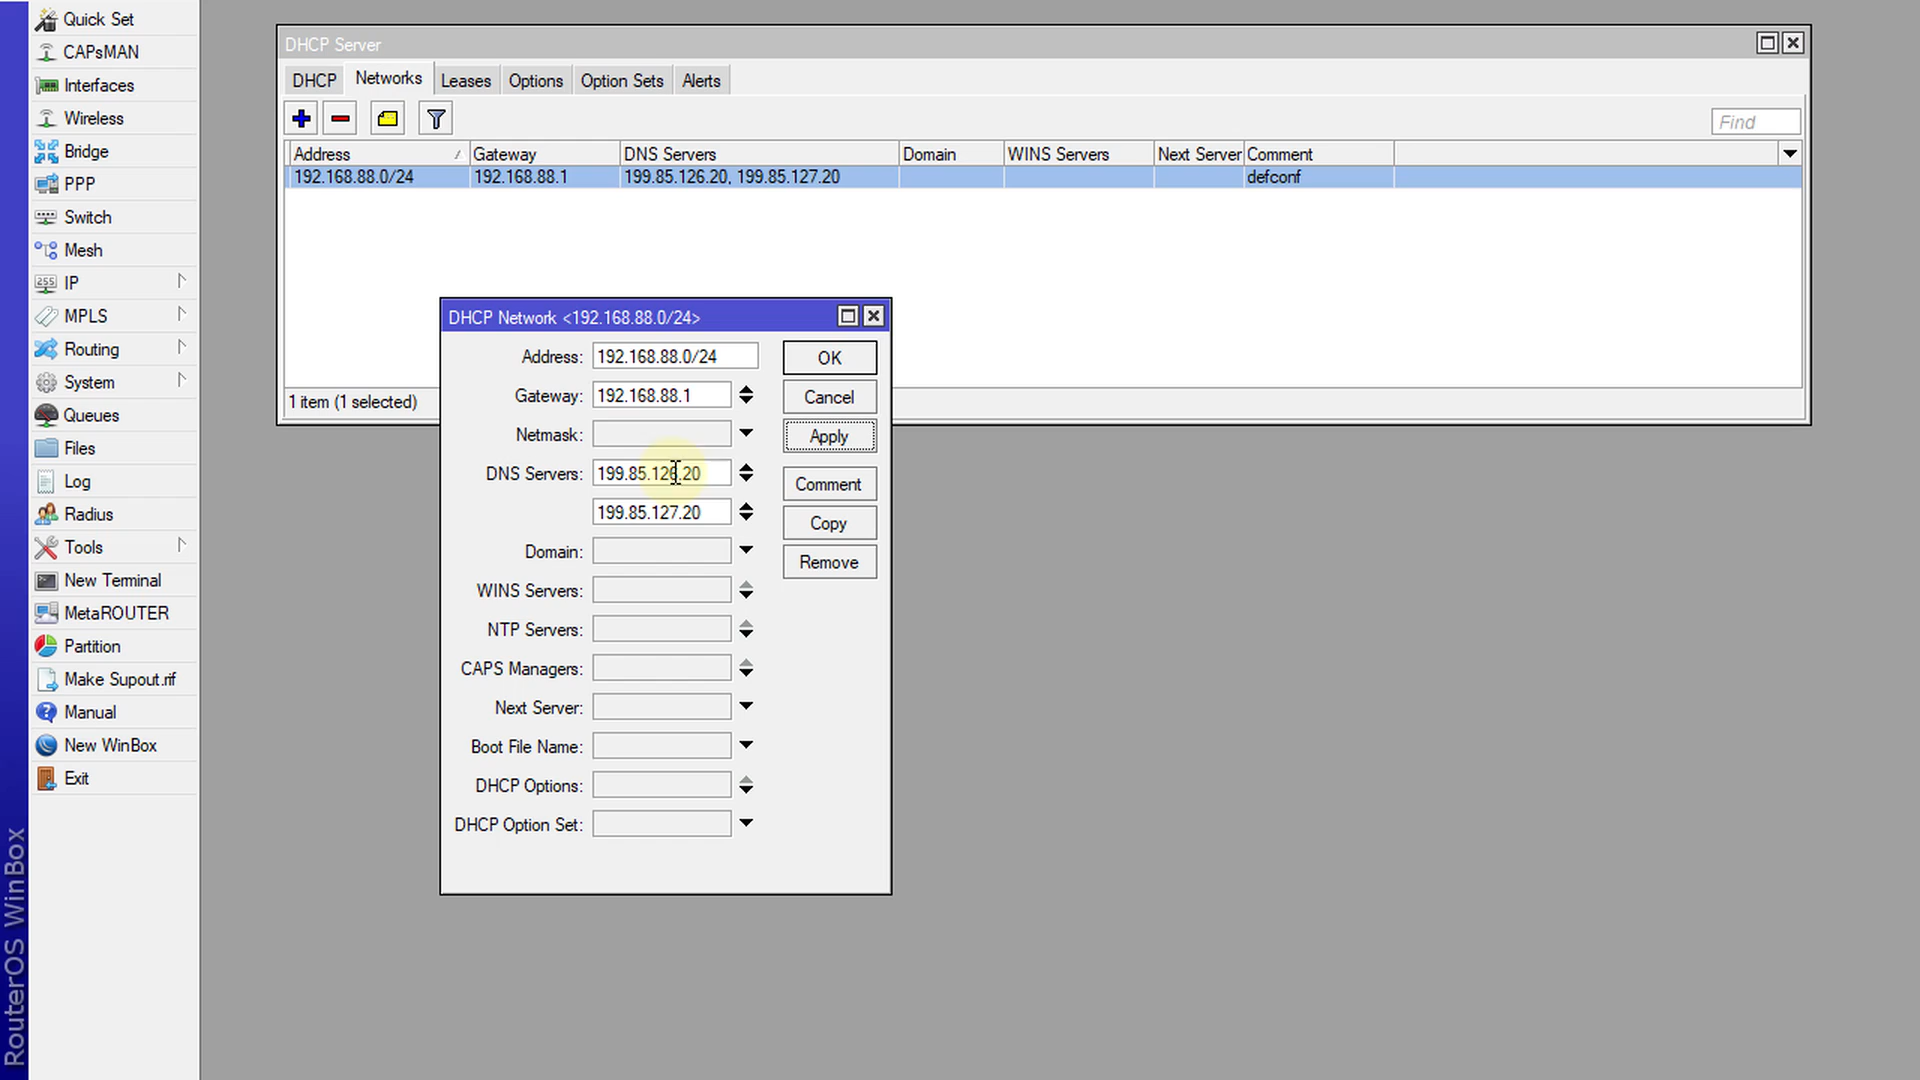 Quick Set
CAPsMAN
Interfaces
Wireless
Bridge
PPP
Switch
Mesh
255 IP
MPLS
Routing
System
Queues
Files
Log
Radius
Tools
New Terminal
MetaROUTER
Partition
Make Supout.rif
Manual
New WinBox
Exit
RouterOS WinBox
DHCP Server
DHCP Networks Leases Options Option Sets Alerts
Find
Address Gateway DNS Servers Domain WINS Servers Next Server Comment
192.168.88.0/24 192.168.88.1 199.85.126.20, 199.85.127.20 defconf
1 item (1 selected)
DHCP Network <192.168.88.0/24>
Address: 192.168.88.0/24 OK
Gateway: 192.168.88.1 Cancel
Netmask: Apply
DNS Servers: 199.85.126.20 Comment
199.85.127.20 Copy
Domain: Remove
WINS Servers:
NTP Servers:
CAPS Managers:
Next Server:
Boot File Name:
DHCP Options:
DHCP Option Set: